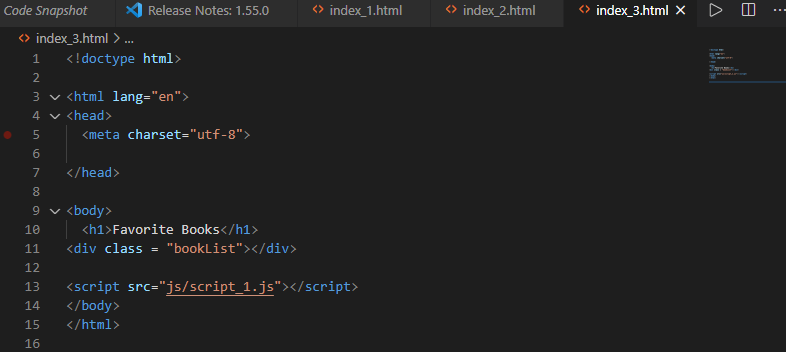 Code Snapshot Release Notes: 1.55.0 <> index_1.html <> index_2.html <> index_3.html × ...
<> index_3.html > ...
1 <!doctype html>
2
3 <html lang="en">
4 <head>
5 <meta charset="utf-8">
6
7 </head>
8
9 <body>
10 <h1>Favorite Books</h1>
11 <div class = "bookList"></div>
12
13 <script src="js/script_1.js"></script>
14 </body>
15 </html>
16